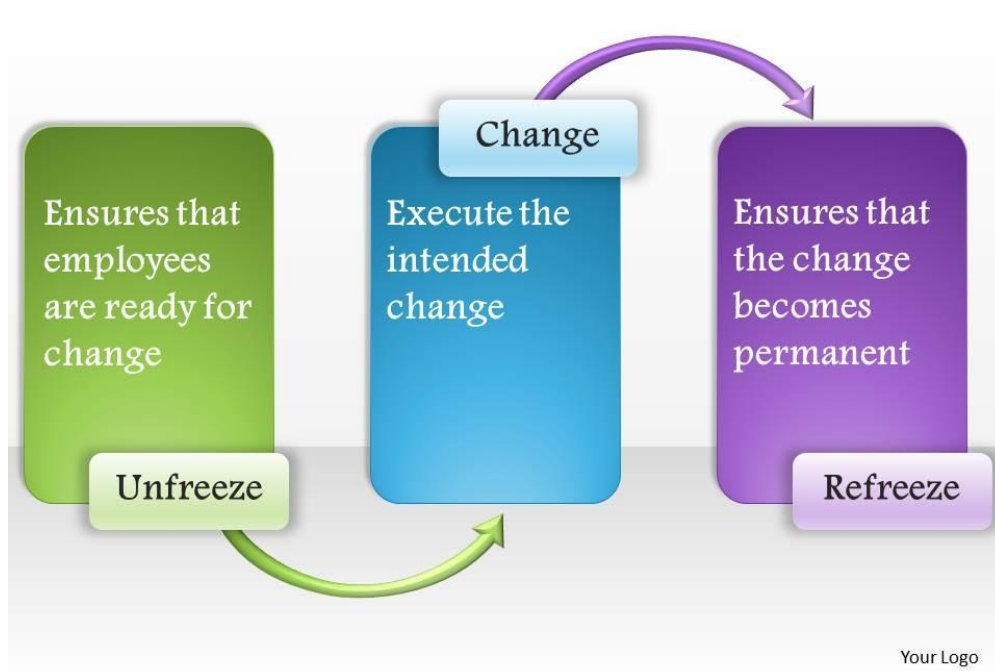 Ensures that
employees
are ready for
change
Unfreeze
Change
Execute the
intended
change
Ensures that
the change
becomes
permanent
Refreeze
Your Logo